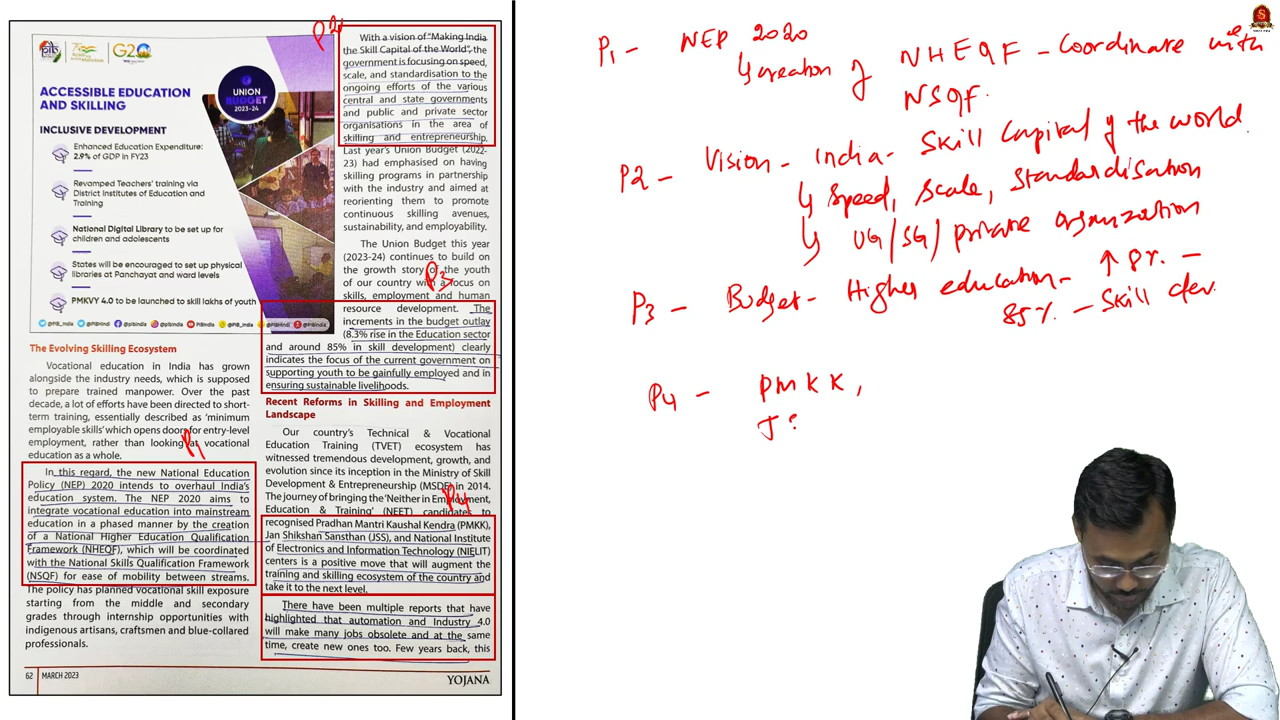 P2
pib
75 Azadi Ka Amrit Mahotsav
G20
ACCESSIBLE EDUCATION
AND SKILLING
UNION
BUDGET
2023-24
INCLUSIVE DEVELOPMENT
Enhanced Education Expenditure:
2.9% of GDP in FY23
Revamped Teachers' training via
District Institutes of Education and
Training
National Digital Library to be set up for
children and adolescents
States will be encouraged to set up physical
libraries at Panchayat and ward levels
PMKVY 4.0 to be launched to skill lakhs of youth
@PIB_India @PIBHindi @pibindia @pibindia PIBIndia @pib_india @PIBHindi @PIBIndia
The Evolving Skilling Ecosystem
Vocational education in India has grown
alongside the industry needs, which is supposed
to prepare trained manpower. Over the past
decade, a lot of efforts have been directed to short-
term training, essentially described as 'minimum
employable skills' which opens doors for entry-level
employment, rather than looking at vocational
education as a whole.
P1
In this regard, the new National Education
Policy (NEP) 2020 intends to overhaul India's
education system. The NEP 2020 aims to
integrate vocational education into mainstream
education in a phased manner by the creation
of a National Higher Education Qualification
Framework (NHEQF), which will be coordinated
with the National Skills Qualification Framework
(NSQF) for ease of mobility between streams.
The policy has planned vocational skill exposure
starting from the middle and secondary
grades through internship opportunities with
indigenous artisans, craftsmen and blue-collared
professionals.
With a vision of "Making India
the Skill Capital of the World", the
government is focusing on speed,
scale, and standardisation to the
ongoing efforts of the various
central and state governments
and public and private sector
organisations in the area of
skilling and entrepreneurship.
Last year's Union Budget (2022-
23) had emphasised on having
skilling programs in partnership
with the industry and aimed at
reorienting them to promote
continuous skilling avenues,
sustainability, and employability.
The Union Budget this year
(2023-24) continues to build on
the growth story of the youth
of our country with a focus on
skills, employment and human
resource development. The
increments in the budget outlay
(8.3% rise in the Education sector
and around 85% in skill development) clearly
indicates the focus of the current government on
supporting youth to be gainfully employed and in
ensuring sustainable livelihoods.
P3
Recent Reforms in Skilling and Employment
Landscape
Our country's Technical & Vocational
Education Training (TVET) ecosystem has
witnessed tremendous development, growth, and
evolution since its inception in the Ministry of Skill
Development & Entrepreneurship (MSDE) in 2014.
The journey of bringing the 'Neither in Employment,
Education & Training' (NEET) candidates to
recognised Pradhan Mantri Kaushal Kendra (PMKK),
Jan Shikshan Sansthan (JSS), and National Institute
of Electronics and Information Technology (NIELIT)
centers is a positive move that will augment the
training and skilling ecosystem of the country and
take it to the next level.
P4
There have been multiple reports that have
highlighted that automation and Industry 4.0
will make many jobs obsolete and at the same
time, create new ones too. Few years back, this
62 MARCH 2023
YOJANA
P1 - NEP 2020
↳ creation of NHEQF - Coordinate with
NSQF.
P2 - Vision - India - Skill Capital of the world.
↳ Speed, Scale, Standardisation
↳ UG/SG/private organization
P3 - Budget - Higher education - ↑ 8%. -
85%. - Skill dev.
P4 - PMKK,
JS